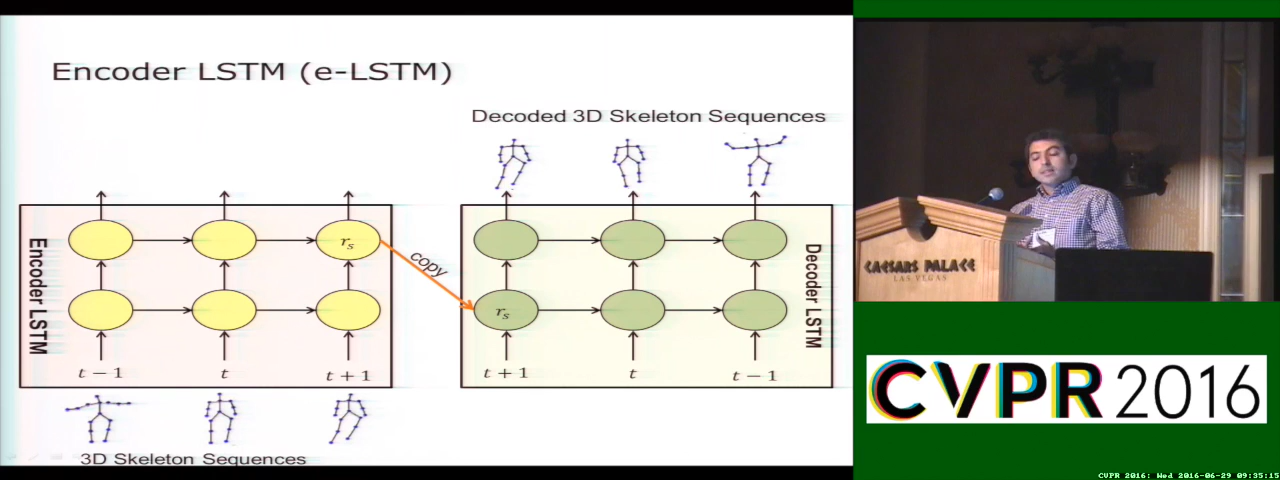 Encoder LSTM (e-LSTM)
Decoded 3D Skeleton Sequences
Encoder LSTM
r_s
copy
r_s
Decoder LSTM
t − 1
t
t + 1
t + 1
t
t − 1
3D Skeleton Sequences
CAESARS PALACE
LAS VEGAS
CVPR 2016
CVPR 2016: Wed 2016-06-29 09:35:15